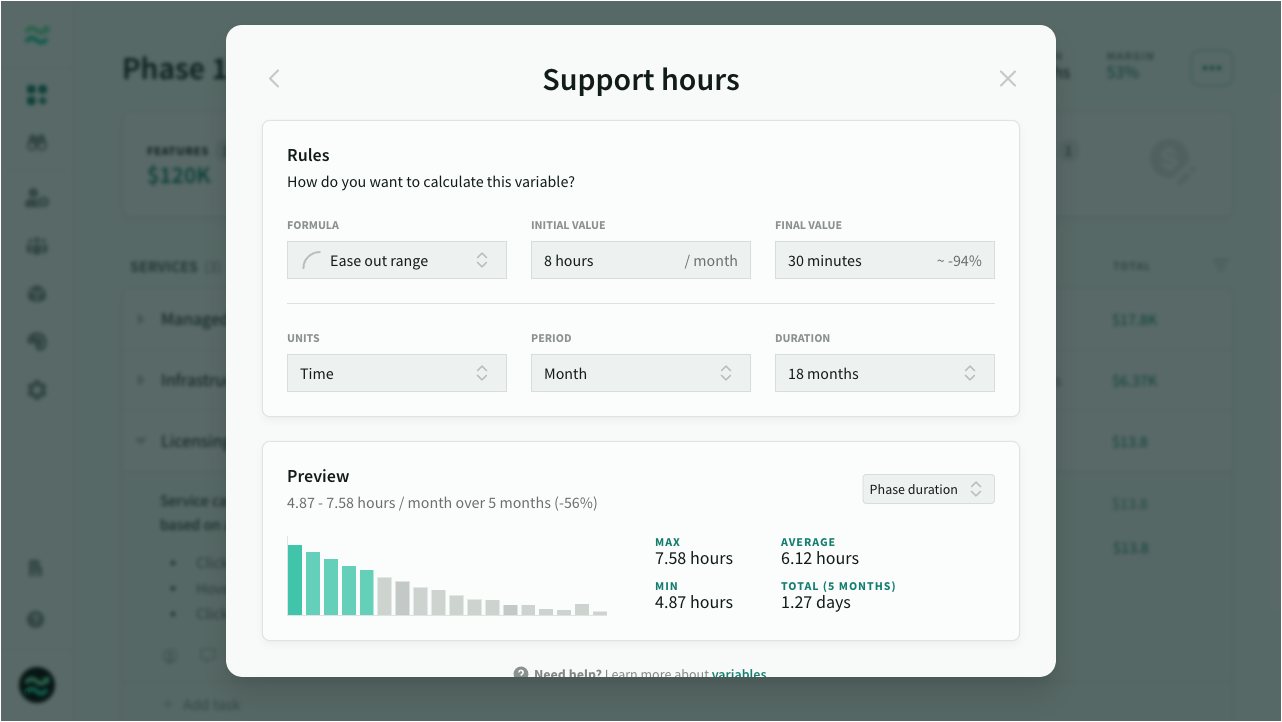 Phase 1
MARGIN
53%
FEATURES
$120K
1
SERVICES (3)
TOTAL
Managed
$17.8K
Infrastru
$6.37K
Licensing
$13.8
Service ca
based on
$13.8
Click
$13.8
Hove
Click
Add task
Support hours
Rules
How do you want to calculate this variable?
FORMULA INITIAL VALUE FINAL VALUE
Ease out range 8 hours / month 30 minutes ~ -94%
UNITS PERIOD DURATION
Time Month 18 months
Preview
Phase duration
4.87 - 7.58 hours / month over 5 months (-56%)
MAX AVERAGE
7.58 hours 6.12 hours
MIN TOTAL (5 MONTHS)
4.87 hours 1.27 days
? Need help? Learn more about variables